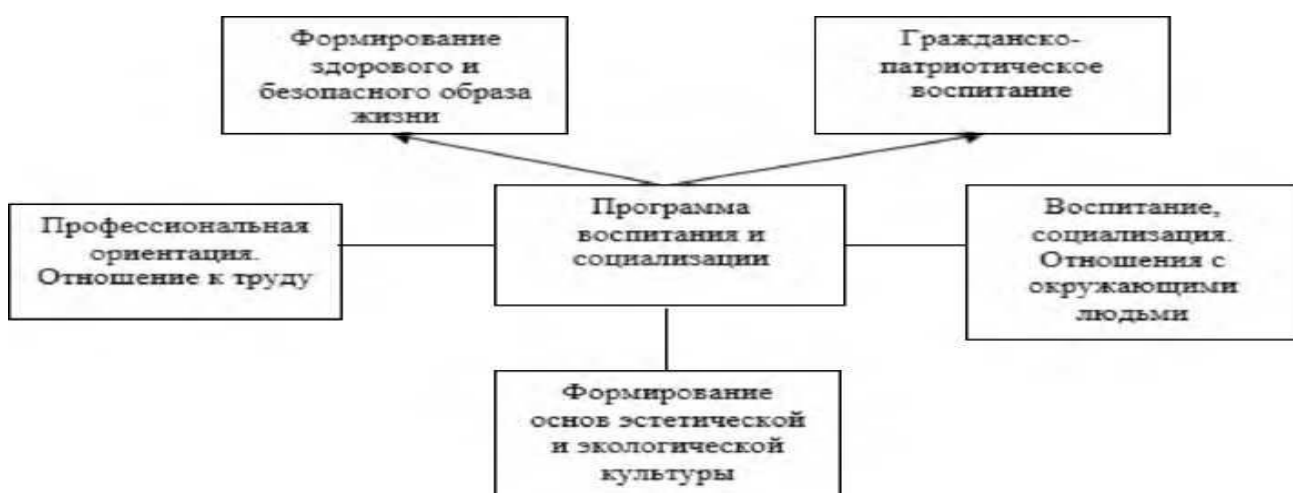 Формирование
здорового и
безопасного образа
жизни
Гражданско-
патриотическое
воспитание
Профессиональная
ориентация.
Отношение к труду
Программа
воспитания и
социализации
Воспитание,
социализация.
Отношения с
окружающими
людьми
Формирование
основ эстетической
и экологической
культуры